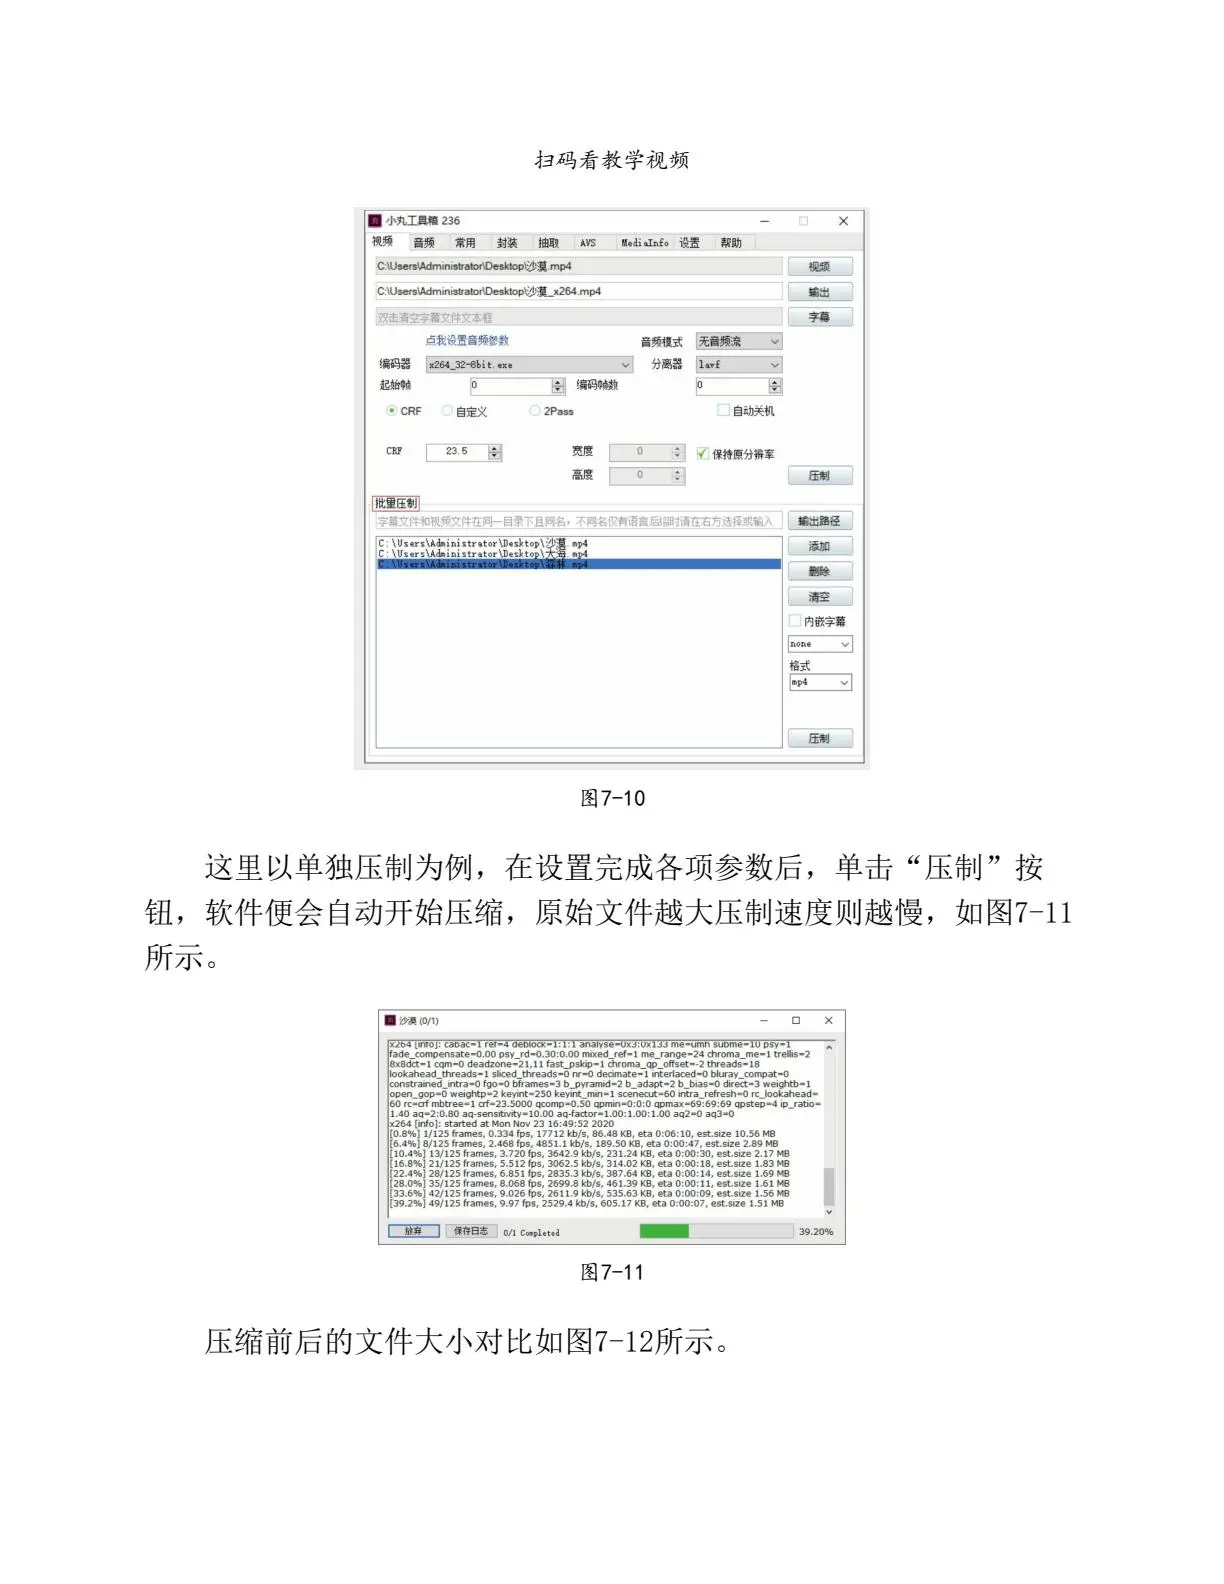 扫码看教学视频
小丸工具箱 236
视频 音频 常用 封装 抽取 AVS MediaInfo 设置 帮助
C:\Users\Administrator\Desktop\沙漠.mp4 视频
C:\Users\Administrator\Desktop\沙漠_x264.mp4 输出
双击清空字幕文件文本框 字幕
点我设置音频参数 音频模式 无音频流
编码器 x264_32-8bit.exe 分离器 lavf
起始帧 0 编码帧数 0
CRF 自定义 2Pass 自动关机
CRF 23.5 宽度 0 保持原分辨率
高度 0 压制
批量压制
字幕文件和视频文件在同一目录下且同名，不同名仅有语言后缀时请在右方选择或输入 输出路径
C:\Users\Administrator\Desktop\沙漠.mp4 添加
C:\Users\Administrator\Desktop\大海.mp4
C:\Users\Administrator\Desktop\森林.mp4 删除
清空
内嵌字幕
none
格式
mp4
压制
图7-10
这里以单独压制为例，在设置完成各项参数后，单击“压制”按
钮，软件便会自动开始压缩，原始文件越大压制速度则越慢，如图7-11
所示。
沙漠 (0/1)
x264 [info]: cabac=1 ref=4 deblock=1:1:1 analyse=0x3:0x133 me=umh subme=10 psy=1
fade_compensate=0.00 psy_rd=0.30:0.00 mixed_ref=1 me_range=24 chroma_me=1 trellis=2
8x8dct=1 cqm=0 deadzone=21,11 fast_pskip=1 chroma_qp_offset=-2 threads=18
lookahead_threads=1 sliced_threads=0 nr=0 decimate=1 interlaced=0 bluray_compat=0
constrained_intra=0 fgo=0 bframes=3 b_pyramid=2 b_adapt=2 b_bias=0 direct=3 weightb=1
open_gop=0 weightp=2 keyint=250 keyint_min=1 scenecut=60 intra_refresh=0 rc_lookahead=
60 rc=crf mbtree=1 crf=23.5000 qcomp=0.50 qpmin=0:0:0 qpmax=69:69:69 qpstep=4 ip_ratio=
1.40 aq=2:0.80 aq-sensitivity=10.00 aq-factor=1.00:1.00:1.00 aq2=0 aq3=0
x264 [info]: started at Mon Nov 23 16:49:52 2020
[0.8%] 1/125 frames, 0.334 fps, 17712 kb/s, 86.48 KB, eta 0:06:10, est.size 10.56 MB
[6.4%] 8/125 frames, 2.468 fps, 4851.1 kb/s, 189.50 KB, eta 0:00:47, est.size 2.89 MB
[10.4%] 13/125 frames, 3.720 fps, 3642.9 kb/s, 231.24 KB, eta 0:00:30, est.size 2.17 MB
[16.8%] 21/125 frames, 5.512 fps, 3062.5 kb/s, 314.02 KB, eta 0:00:18, est.size 1.83 MB
[22.4%] 28/125 frames, 6.851 fps, 2835.3 kb/s, 387.64 KB, eta 0:00:14, est.size 1.69 MB
[28.0%] 35/125 frames, 8.068 fps, 2699.8 kb/s, 461.39 KB, eta 0:00:11, est.size 1.61 MB
[33.6%] 42/125 frames, 9.026 fps, 2611.9 kb/s, 535.63 KB, eta 0:00:09, est.size 1.56 MB
[39.2%] 49/125 frames, 9.97 fps, 2529.4 kb/s, 605.17 KB, eta 0:00:07, est.size 1.51 MB
放弃 保存日志 0/1 Completed 39.20%
图7-11
压缩前后的文件大小对比如图7-12所示。